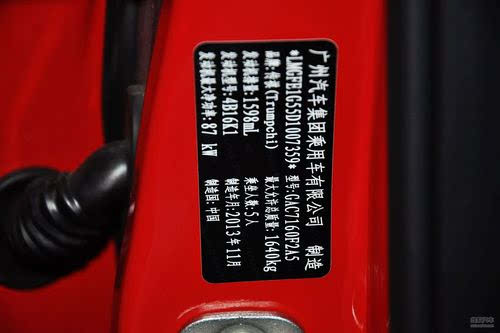 广州汽车集团乘用车有限公司 制造
*LMGFE1G55D1007359* 型号:GAC7160F2A5
品牌:传祺(Trumpchi) 最大允许总质量:1640kg
发动机排量:1598mL 乘坐人数:5人
发动机型号:4B16K1 制造年月:2013年11月
发动机最大净功率:87 kW 制造国:中国